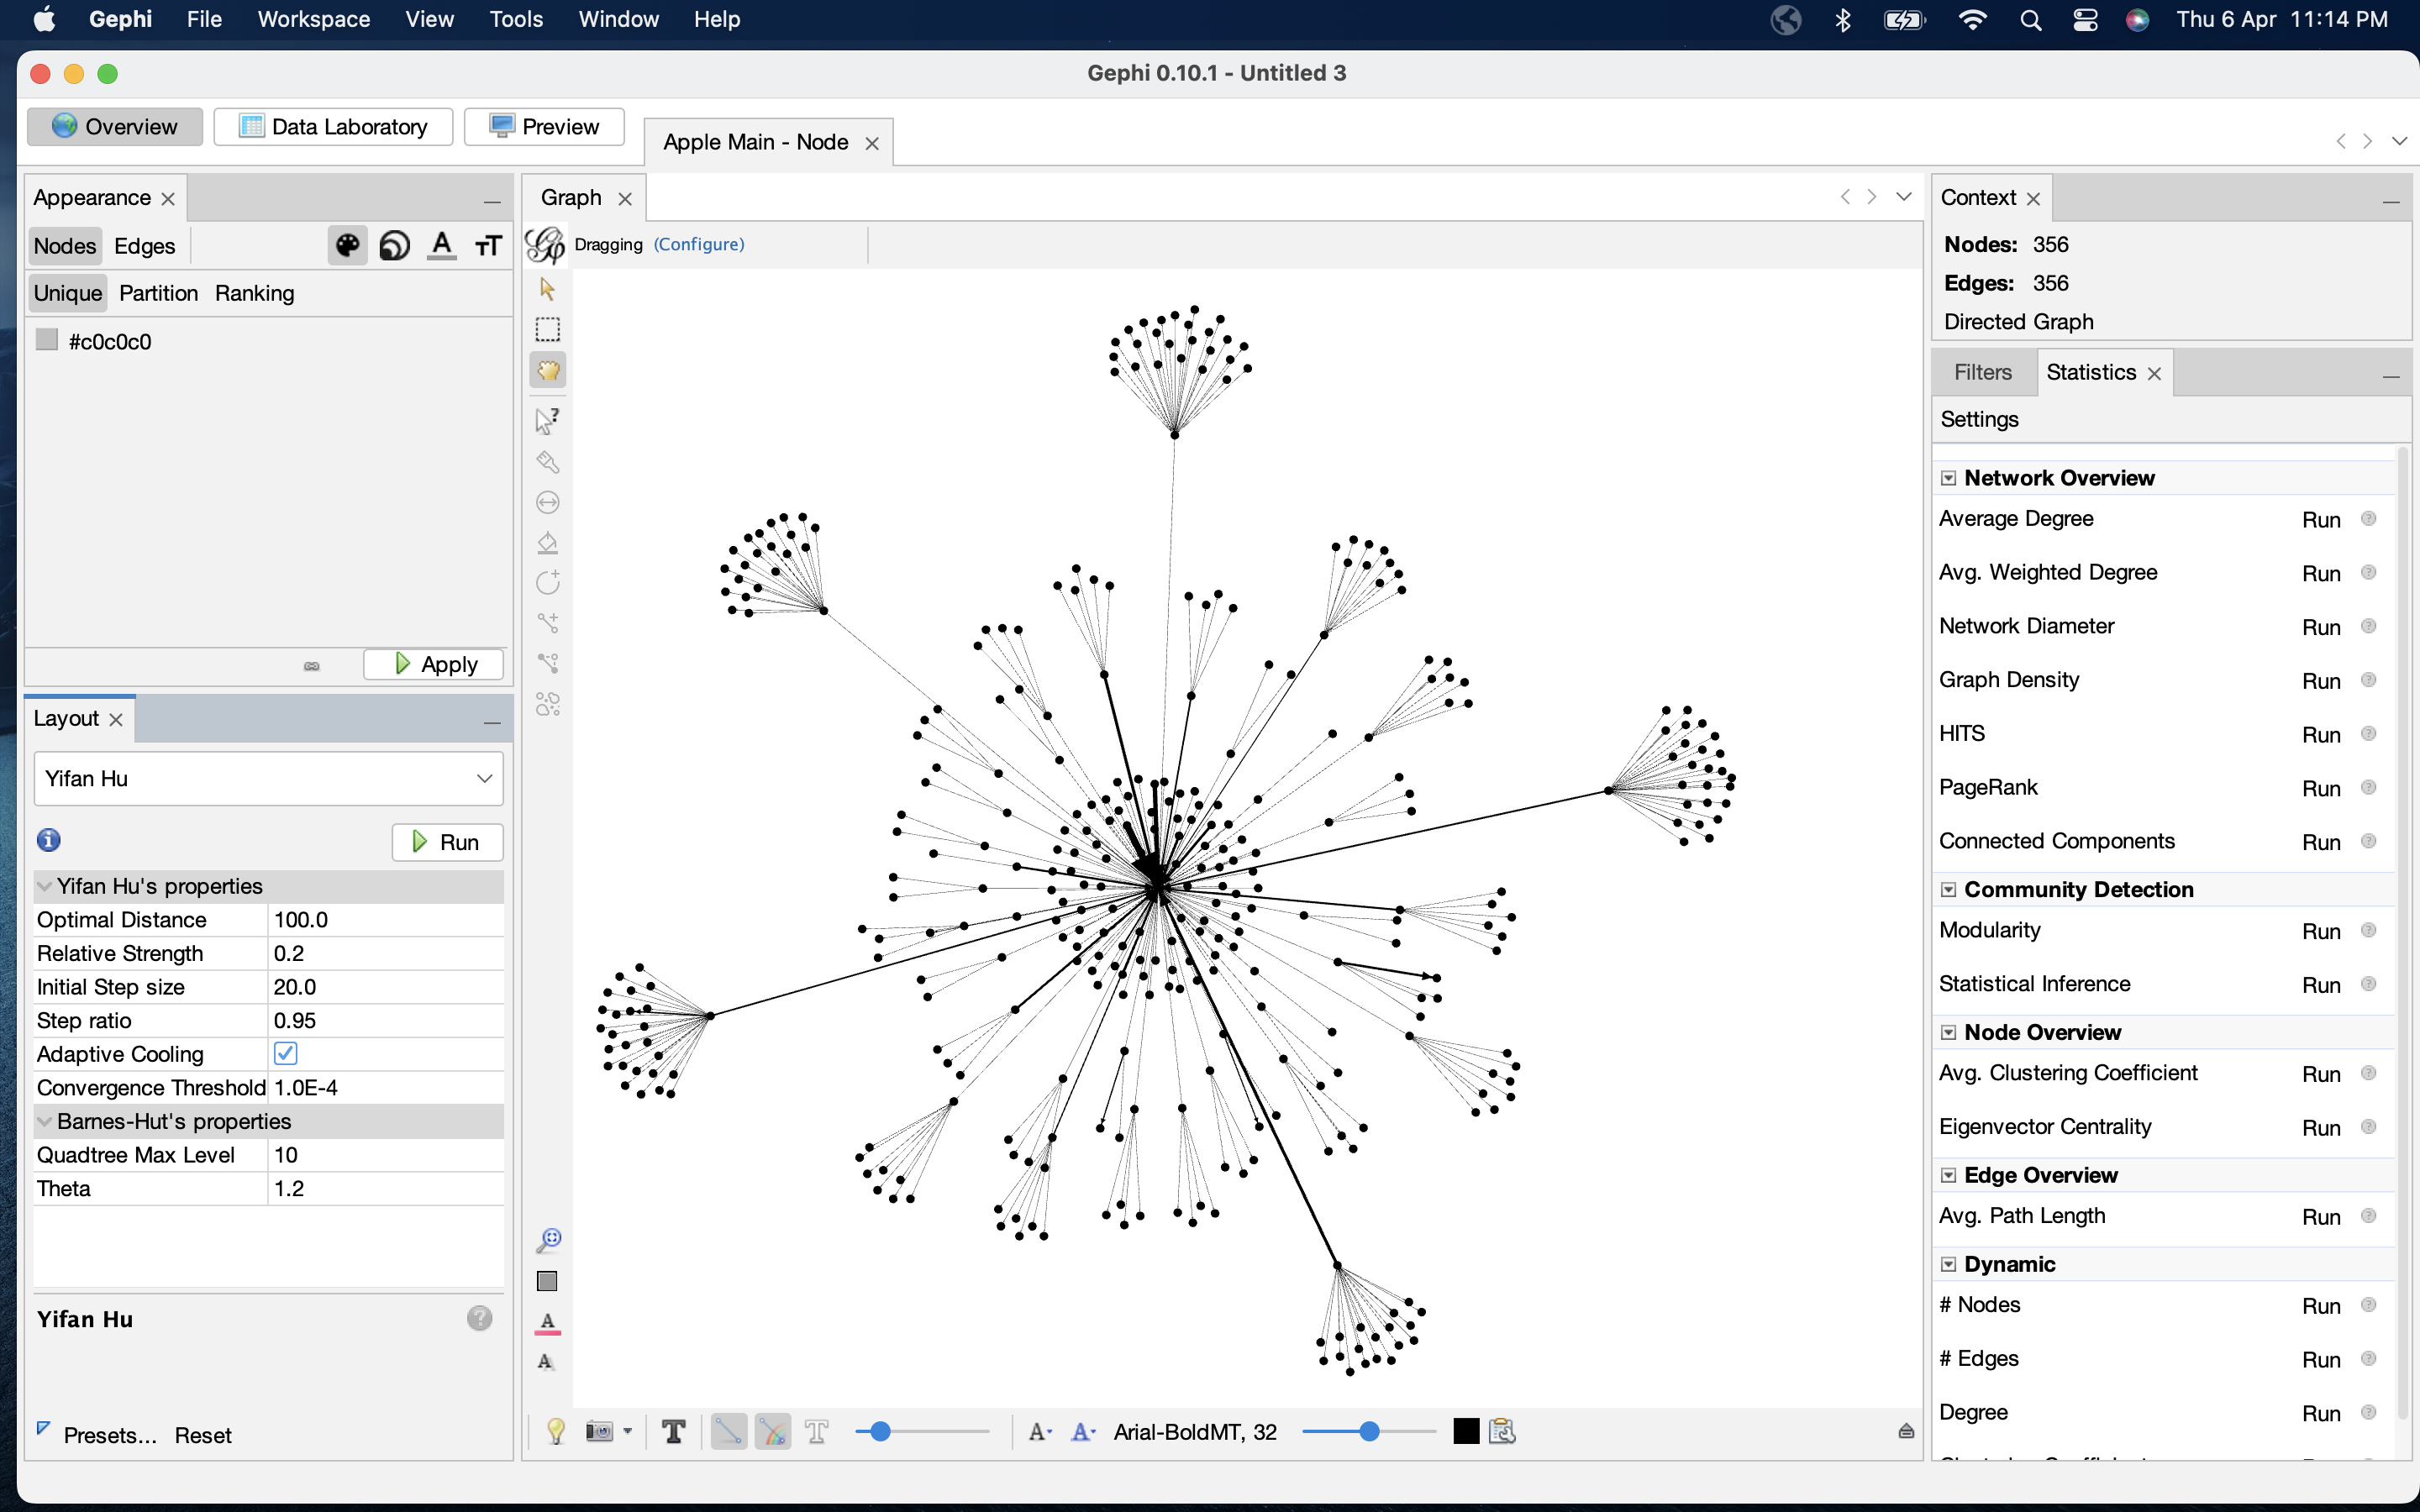 Gephi File Workspace View Tools Window Help Thu 6 Apr 11:14 PM
Gephi 0.10.1 - Untitled 3
Overview Data Laboratory Preview
Apple Main - Node
Appearance
Nodes Edges A TT
Unique Partition Ranking
#c0c0c0
Apply
Layout
Yifan Hu
Run
Yifan Hu's properties
Optimal Distance 100.0
Relative Strength 0.2
Initial Step size 20.0
Step ratio 0.95
Adaptive Cooling
Convergence Threshold 1.0E-4
Barnes-Hut's properties
Quadtree Max Level 10
Theta 1.2
Yifan Hu
Presets... Reset
Graph
Dragging (Configure)
A
A
T T A A Arial-BoldMT, 32
Context
Nodes: 356
Edges: 356
Directed Graph
Filters Statistics
Settings
Network Overview
Average Degree Run
Avg. Weighted Degree Run
Network Diameter Run
Graph Density Run
HITS Run
PageRank Run
Connected Components Run
Community Detection
Modularity Run
Statistical Inference Run
Node Overview
Avg. Clustering Coefficient Run
Eigenvector Centrality Run
Edge Overview
Avg. Path Length Run
Dynamic
# Nodes Run
# Edges Run
Degree Run